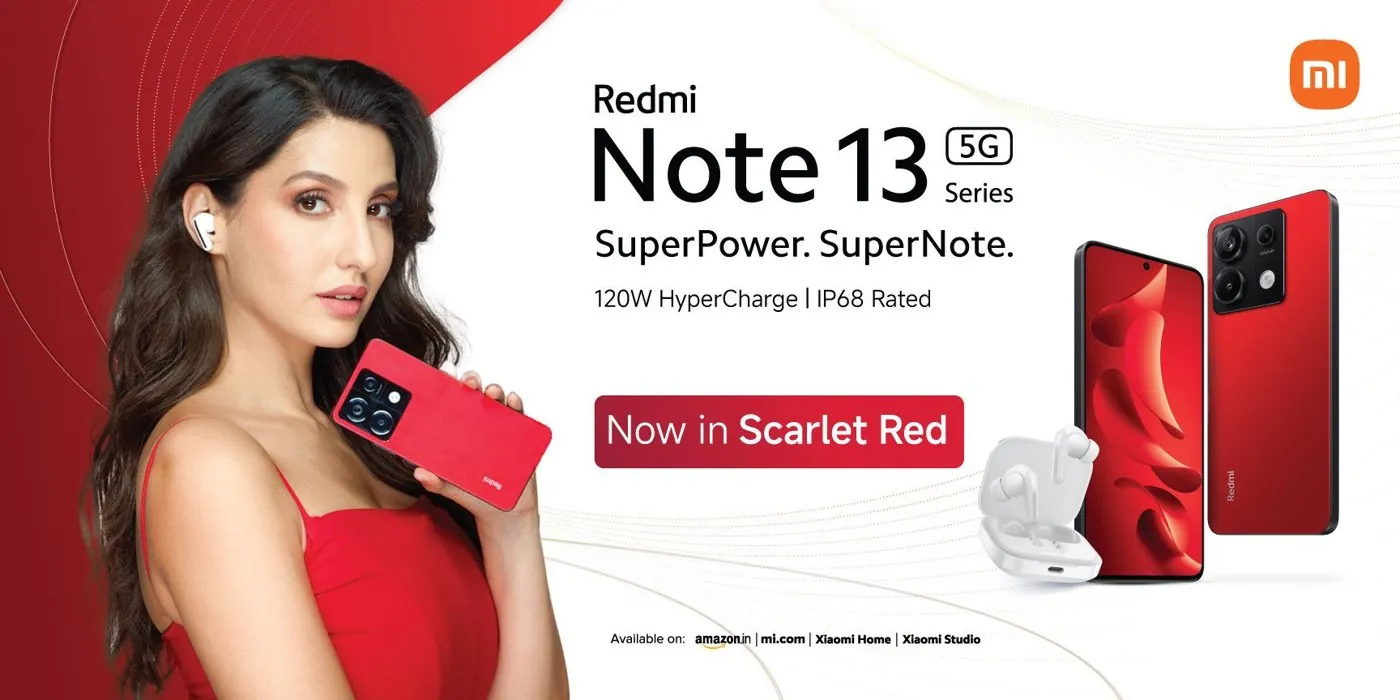 mi
Redmi
Note 13 5G
Series
SuperPower. SuperNote.
120W HyperCharge | IP68 Rated
Now in Scarlet Red
Redmi
Redmi
Available on: amazon.in | mi.com | Xiaomi Home | Xiaomi Studio